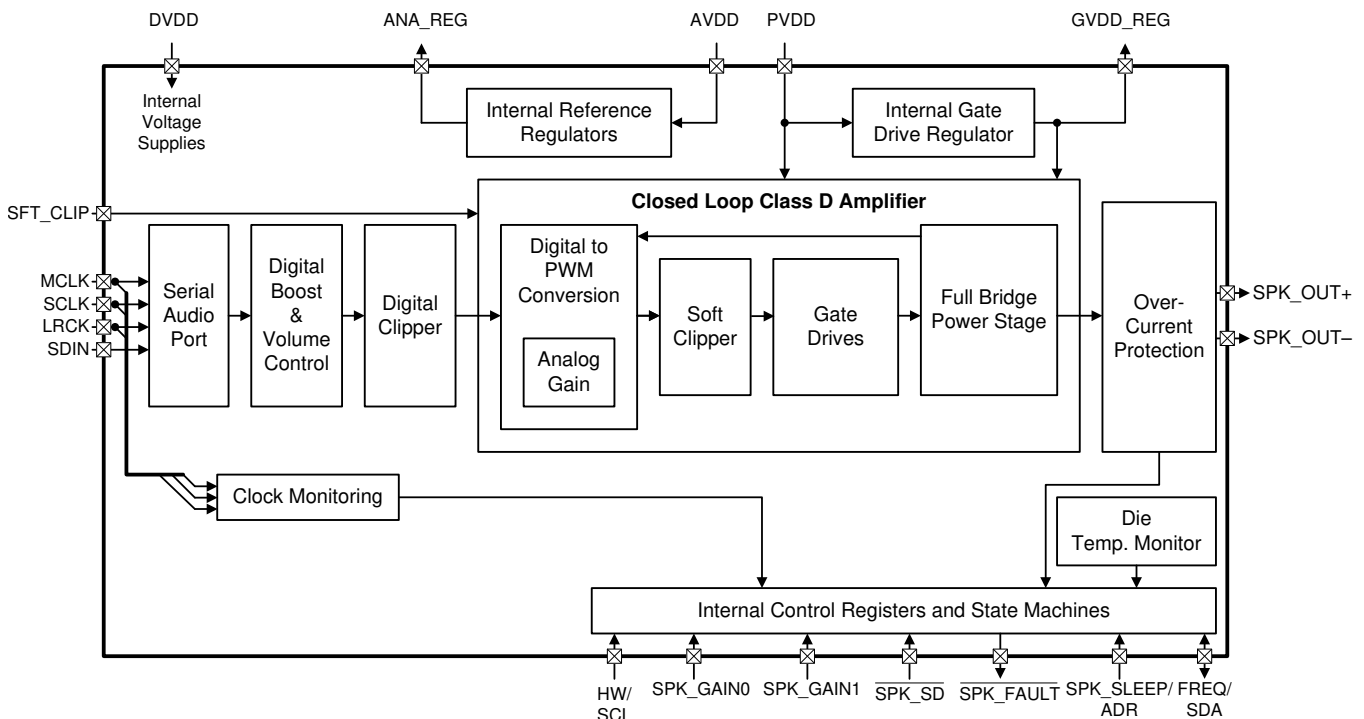 DVDD
ANA_REG
AVDD
PVDD
GVDD_REG
Internal
Voltage
Supplies
Internal Reference
Regulators
Internal Gate
Drive Regulator
SFT_CLIP
Closed Loop Class D Amplifier
MCLK
SCLK
LRCK
SDIN
Serial
Audio
Port
Digital
Boost
&
Volume
Control
Digital
Clipper
Digital to
PWM
Conversion
Analog
Gain
Soft
Clipper
Gate
Drives
Full Bridge
Power Stage
Over-
Current
Protection
SPK_OUT+
SPK_OUT–
Clock Monitoring
Die
Temp. Monitor
Internal Control Registers and State Machines
HW/
SCL
SPK_GAIN0
SPK_GAIN1
SPK_SD
SPK_FAULT
SPK_SLEEP/
ADR
FREQ/
SDA